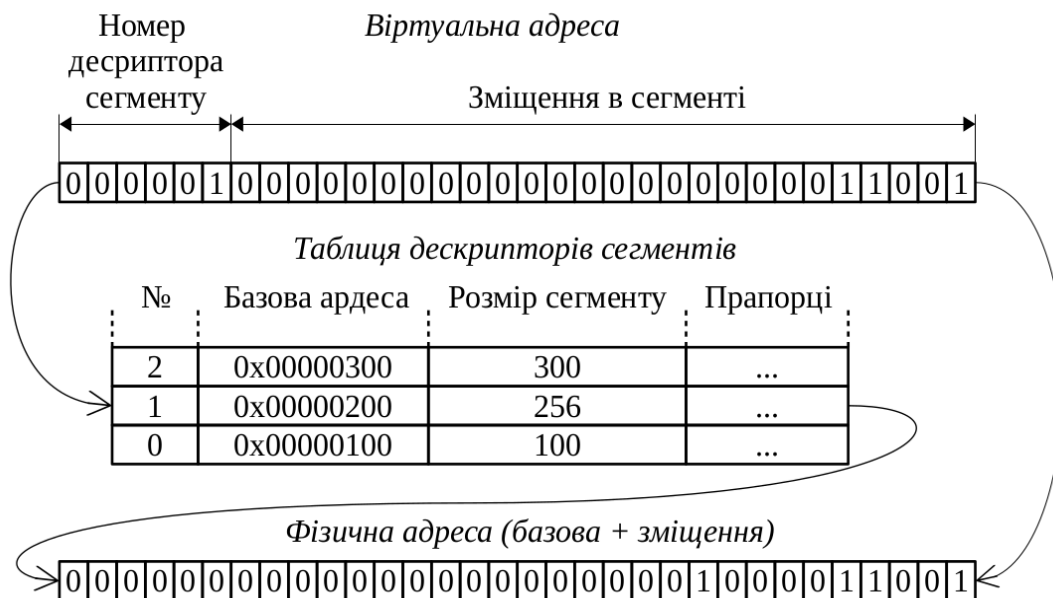 Номер
десриптора
сегменту
Віртуальна адреса
Зміщення в сегменті
0 0 0 0 0 1 0 0 0 0 0 0 0 0 0 0 0 0 0 0 0 0 0 0 0 0 0 1 1 0 0 1
Таблиця дескрипторів сегментів
№ Базова ардеса Розмір сегменту Прапорці
2 0x00000300 300 ...
1 0x00000200 256 ...
0 0x00000100 100 ...
Фізична адреса (базова + зміщення)
0 0 0 0 0 0 0 0 0 0 0 0 0 0 0 0 0 0 0 0 0 0 1 0 0 0 0 1 1 0 0 1